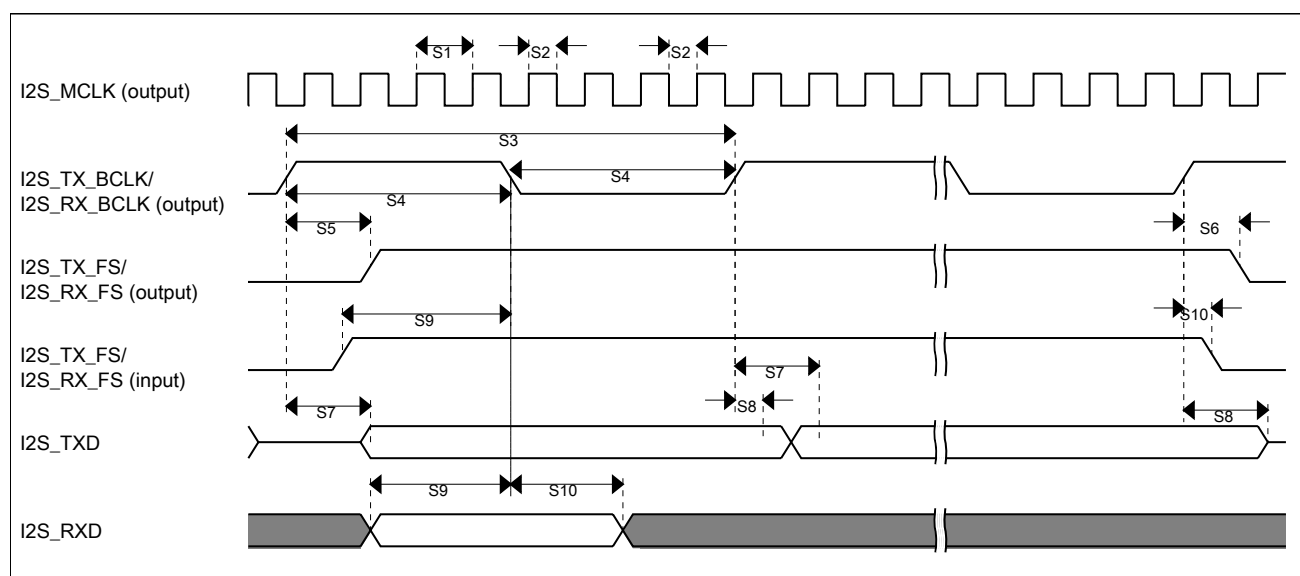 S1
S2
S2
I2S_MCLK (output)
S3
I2S_TX_BCLK/
I2S_RX_BCLK (output)
S4
S4
S5
S6
I2S_TX_FS/
I2S_RX_FS (output)
S9
S10
I2S_TX_FS/
I2S_RX_FS (input)
S7
S7
S8
S8
I2S_TXD
S9
S10
I2S_RXD